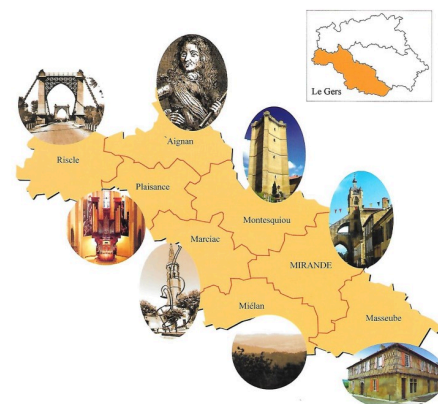 Le Gers
Aignan
Riscle
Plaisance
Montesquiou
Marciac
MIRANDE
Miélan
Masseube